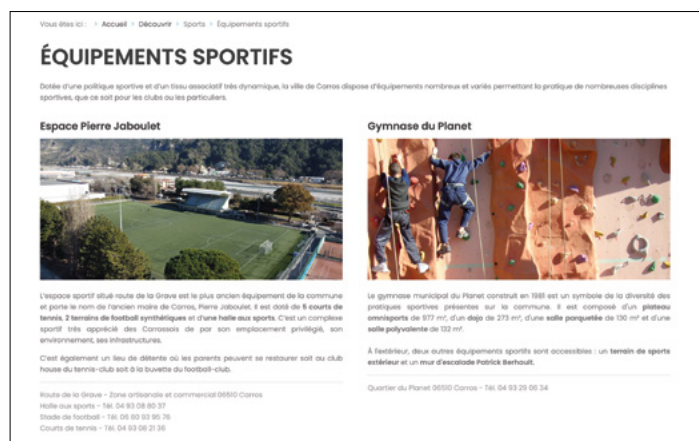 Vous êtes ici : > Accueil > Découvrir > Sports > Équipements sportifs
ÉQUIPEMENTS SPORTIFS
Dotée d'une politique sportive et d'un tissu associatif très dynamique, la ville de Carros dispose d'équipements nombreux et variés permettant la pratique de nombreuses disciplines
sportives, que ce soit pour les clubs ou les particuliers.
Espace Pierre Jaboulet
L'espace sportif situé route de la Grave est le plus ancien équipement de la commune
et porte le nom de l'ancien maire de Carros, Pierre Jaboulet. Il est doté de 5 courts de
tennis, 2 terrains de football synthétiques et d'une halle aux sports. C'est un complexe
sportif très apprécié des Carrossois de par son emplacement privilégié, son
environnement, ses infrastructures.
C'est également un lieu de détente où les parents peuvent se restaurer soit au club
house du tennis-club soit à la buvette du football-club.
Route de la Grave - Zone artisanale et commercial 06510 Carros
Halle aux sports - Tél. 04 93 08 80 37
Stade de football - Tél. 06 60 93 95 76
Courts de tennis - Tél. 04 93 08 21 36
Gymnase du Planet
Le gymnase municipal du Planet construit en 1981 est un symbole de la diversité des
pratiques sportives présentes sur la commune. Il est composé d'un plateau
omnisports de 977 m², d'un dojo de 273 m², d'une salle parquetée de 130 m² et d'une
salle polyvalente de 132 m².
À l'extérieur, deux autres équipements sportifs sont accessibles : un terrain de sports
extérieur et un mur d'escalade Patrick Berhault.
Quartier du Planet 06510 Carros - Tél. 04 93 29 06 34